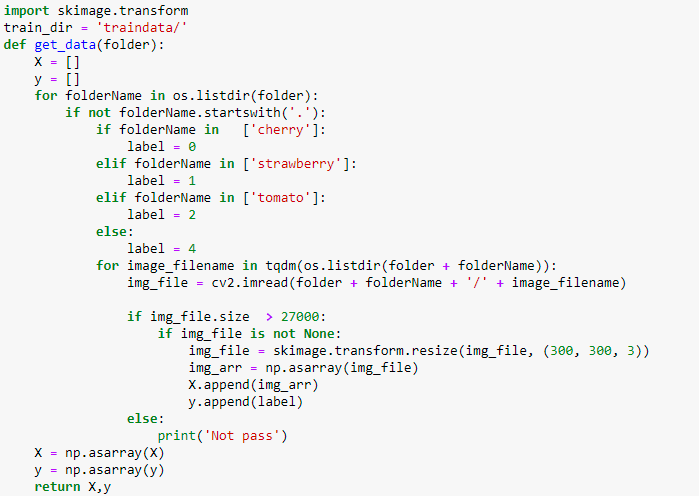 import skimage.transform
train_dir = 'traindata/'
def get_data(folder):
    X = []
    y = []
    for folderName in os.listdir(folder):
        if not folderName.startswith('.'):
            if folderName in   ['cherry']:
                label = 0
            elif folderName in ['strawberry']:
                label = 1
            elif folderName in ['tomato']:
                label = 2
            else:
                label = 4
            for image_filename in tqdm(os.listdir(folder + folderName)):
                img_file = cv2.imread(folder + folderName + '/' + image_filename)

                if img_file.size  > 27000:
                    if img_file is not None:
                        img_file = skimage.transform.resize(img_file, (300, 300, 3))
                        img_arr = np.asarray(img_file)
                        X.append(img_arr)
                        y.append(label)
                else:
                    print('Not pass')
    X = np.asarray(X)
    y = np.asarray(y)
    return X,y